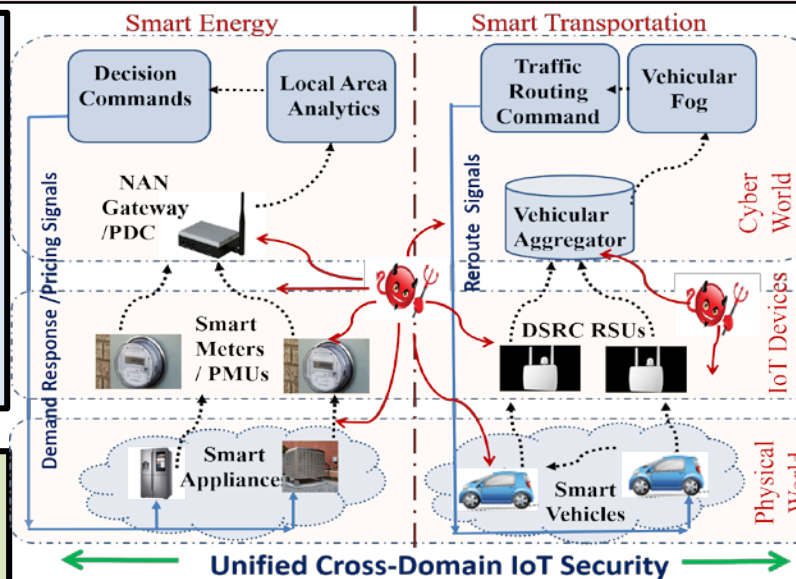 Smart Energy
Smart Transportation
Decision
Commands
Local Area
Analytics
Traffic
Routing
Command
Vehicular
Fog
NAN
Gateway
/PDC
Vehicular
Aggregator
Cyber
World
Demand Response /Pricing Signals
Reroute Signals
Smart
Meters
/ PMUs
DSRC RSUs
IoT Devices
Smart
Appliances
Smart
Vehicles
Physical
World
Unified Cross-Domain IoT Security